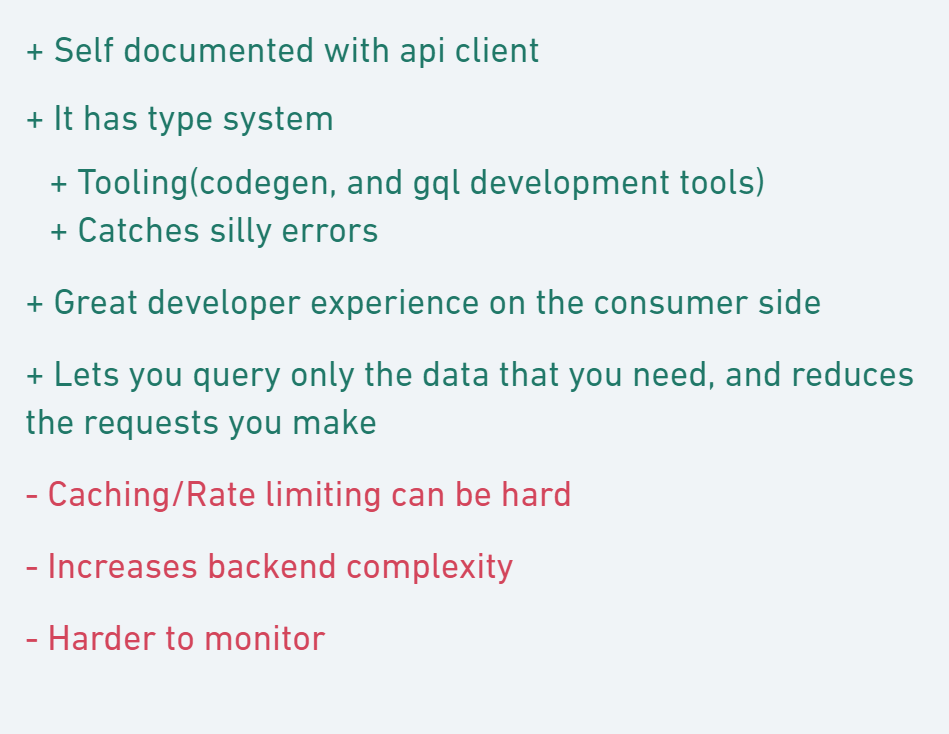 + Self documented with api client
+ It has type system
+ Tooling(codegen, and gql development tools)
+ Catches silly errors
+ Great developer experience on the consumer side
+ Lets you query only the data that you need, and reduces
the requests you make
- Caching/Rate limiting can be hard
- Increases backend complexity
- Harder to monitor